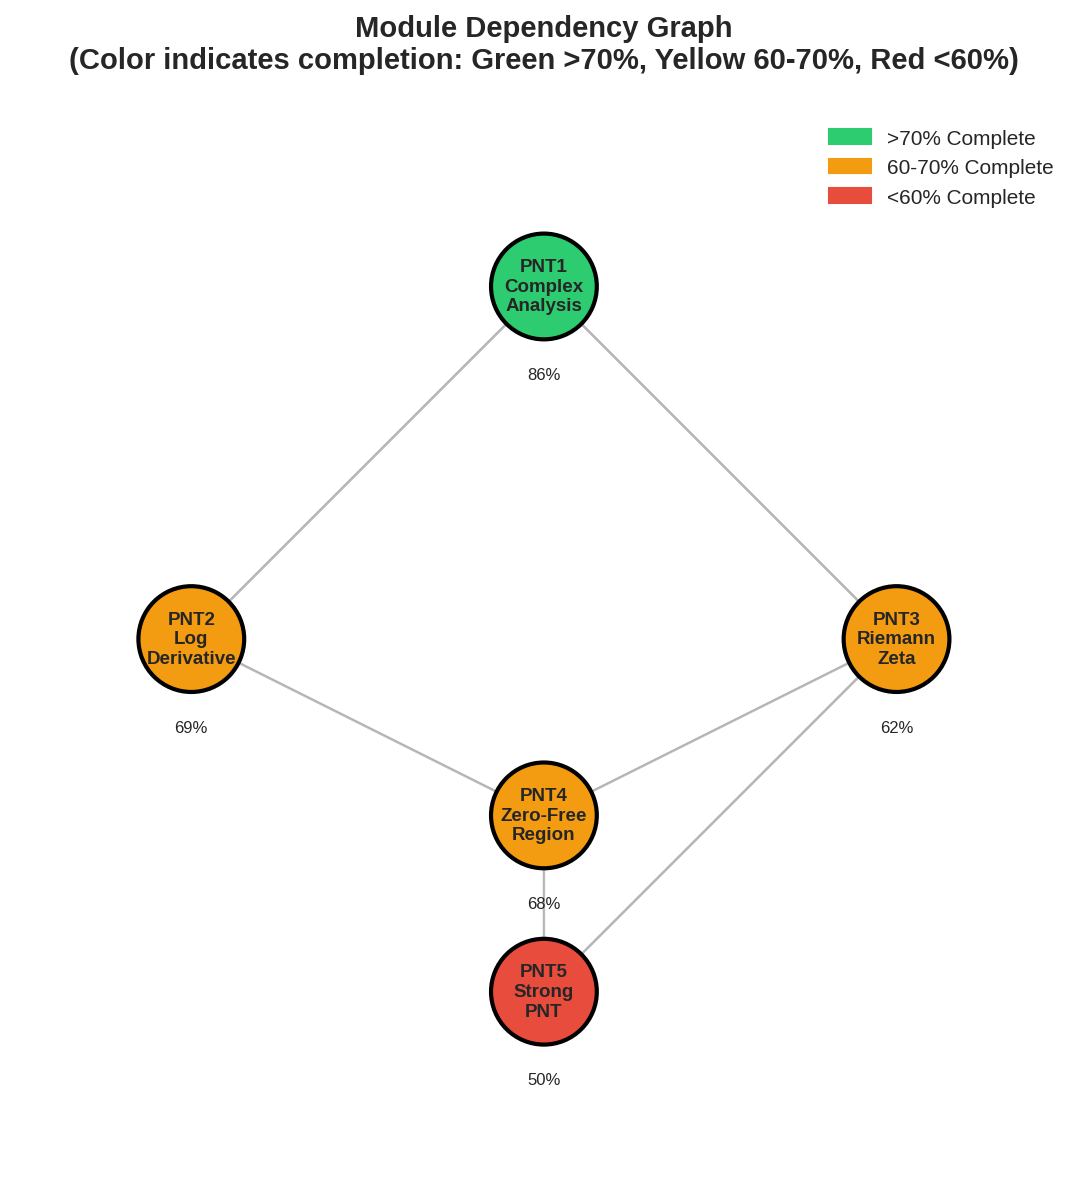 Module Dependency Graph
(Color indicates completion: Green >70%, Yellow 60-70%, Red <60%)
>70% Complete
60-70% Complete
<60% Complete
PNT1
Complex
Analysis
86%
PNT2
Log
Derivative
69%
PNT3
Riemann
Zeta
62%
PNT4
Zero-Free
Region
68%
PNT5
Strong
PNT
50%